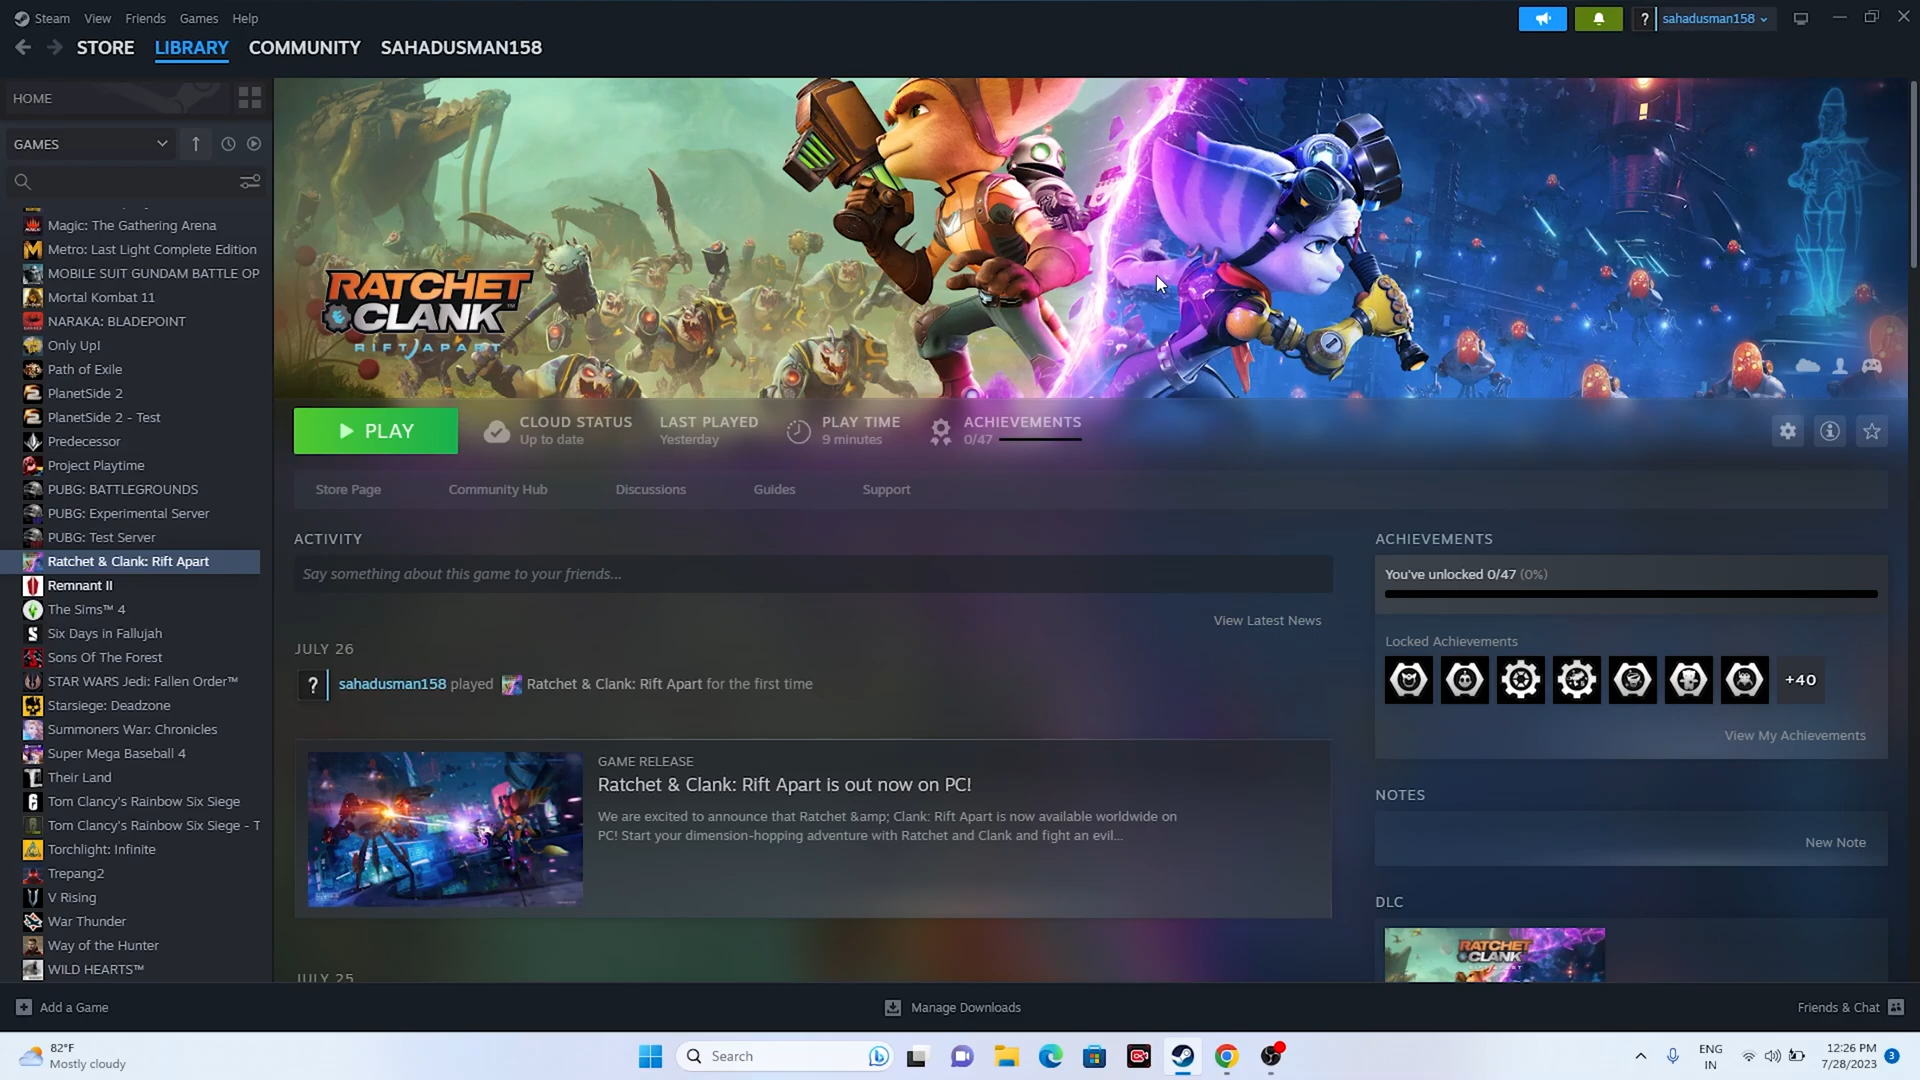 Steam View Friends Games Help
sahadusman158
STORE LIBRARY COMMUNITY SAHADUSMAN158
HOME
GAMES
Magic: The Gathering Arena
Metro: Last Light Complete Edition
MOBILE SUIT GUNDAM BATTLE OP
Mortal Kombat 11
NARAKA: BLADEPOINT
Only Up!
Path of Exile
PlanetSide 2
PlanetSide 2 - Test
Predecessor
Project Playtime
PUBG: BATTLEGROUNDS
PUBG: Experimental Server
PUBG: Test Server
Ratchet & Clank: Rift Apart
Remnant II
The Sims™ 4
Six Days in Fallujah
Sons Of The Forest
STAR WARS Jedi: Fallen Order™
Starsiege: Deadzone
Summoners War: Chronicles
Super Mega Baseball 4
Their Land
Tom Clancy's Rainbow Six Siege
Tom Clancy's Rainbow Six Siege - T
Torchlight: Infinite
Trepang2
V Rising
War Thunder
Way of the Hunter
WILD HEARTS™
RATCHET
CLANK
RIFT APART
PLAY
CLOUD STATUS
Up to date
LAST PLAYED
Yesterday
PLAY TIME
9 minutes
ACHIEVEMENTS
0/47
Store Page Community Hub Discussions Guides Support
ACTIVITY
Say something about this game to your friends...
View Latest News
JULY 26
? sahadusman158 played Ratchet & Clank: Rift Apart for the first time
GAME RELEASE
Ratchet & Clank: Rift Apart is out now on PC!
We are excited to announce that Ratchet &amp; Clank: Rift Apart is now available worldwide on
PC! Start your dimension-hopping adventure with Ratchet and Clank and fight an evil...
JULY 25
ACHIEVEMENTS
You've unlocked 0/47 (0%)
Locked Achievements
+40
View My Achievements
NOTES
New Note
DLC
RATCHET
CLANK
Add a Game
Manage Downloads
Friends & Chat
82°F
Mostly cloudy
Search
ENG
IN
12:26 PM
7/28/2023
3